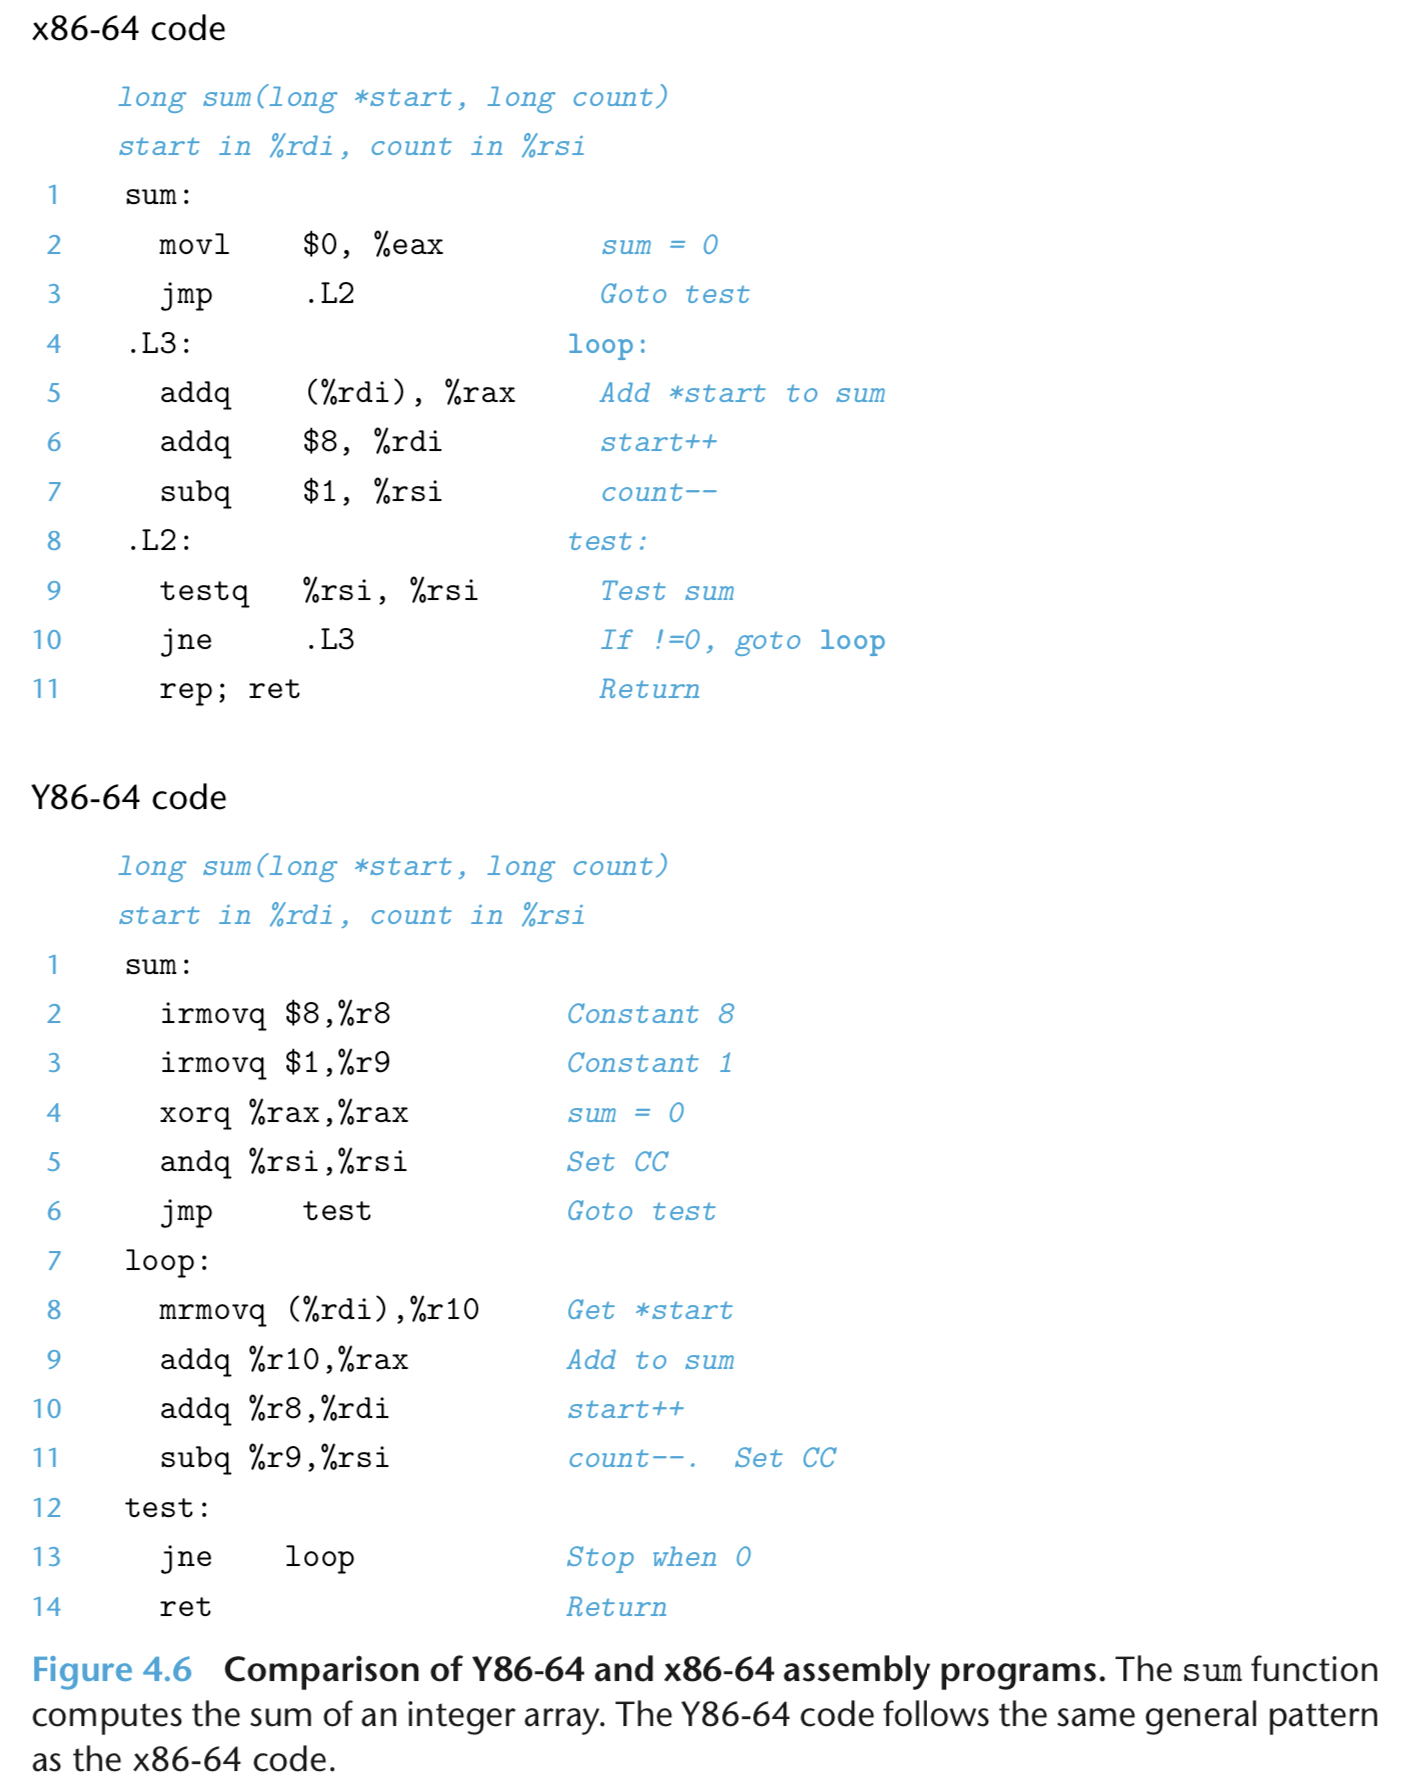 x86-64 code
long sum(long *start, long count)
start in %rdi, count in %rsi
1 sum:
2 movl $0, %eax sum = 0
3 jmp .L2 Goto test
4 .L3: loop:
5 addq (%rdi), %rax Add *start to sum
6 addq $8, %rdi start++
7 subq $1, %rsi count--
8 .L2: test:
9 testq %rsi, %rsi Test sum
10 jne .L3 If !=0, goto loop
11 rep; ret Return
Y86-64 code
long sum(long *start, long count)
start in %rdi, count in %rsi
1 sum:
2 irmovq $8,%r8 Constant 8
3 irmovq $1,%r9 Constant 1
4 xorq %rax,%rax sum = 0
5 andq %rsi,%rsi Set CC
6 jmp test Goto test
7 loop:
8 mrmovq (%rdi),%r10 Get *start
9 addq %r10,%rax Add to sum
10 addq %r8,%rdi start++
11 subq %r9,%rsi count--. Set CC
12 test:
13 jne loop Stop when 0
14 ret Return
Figure 4.6 Comparison of Y86-64 and x86-64 assembly programs. The sum function
computes the sum of an integer array. The Y86-64 code follows the same general pattern
as the x86-64 code.